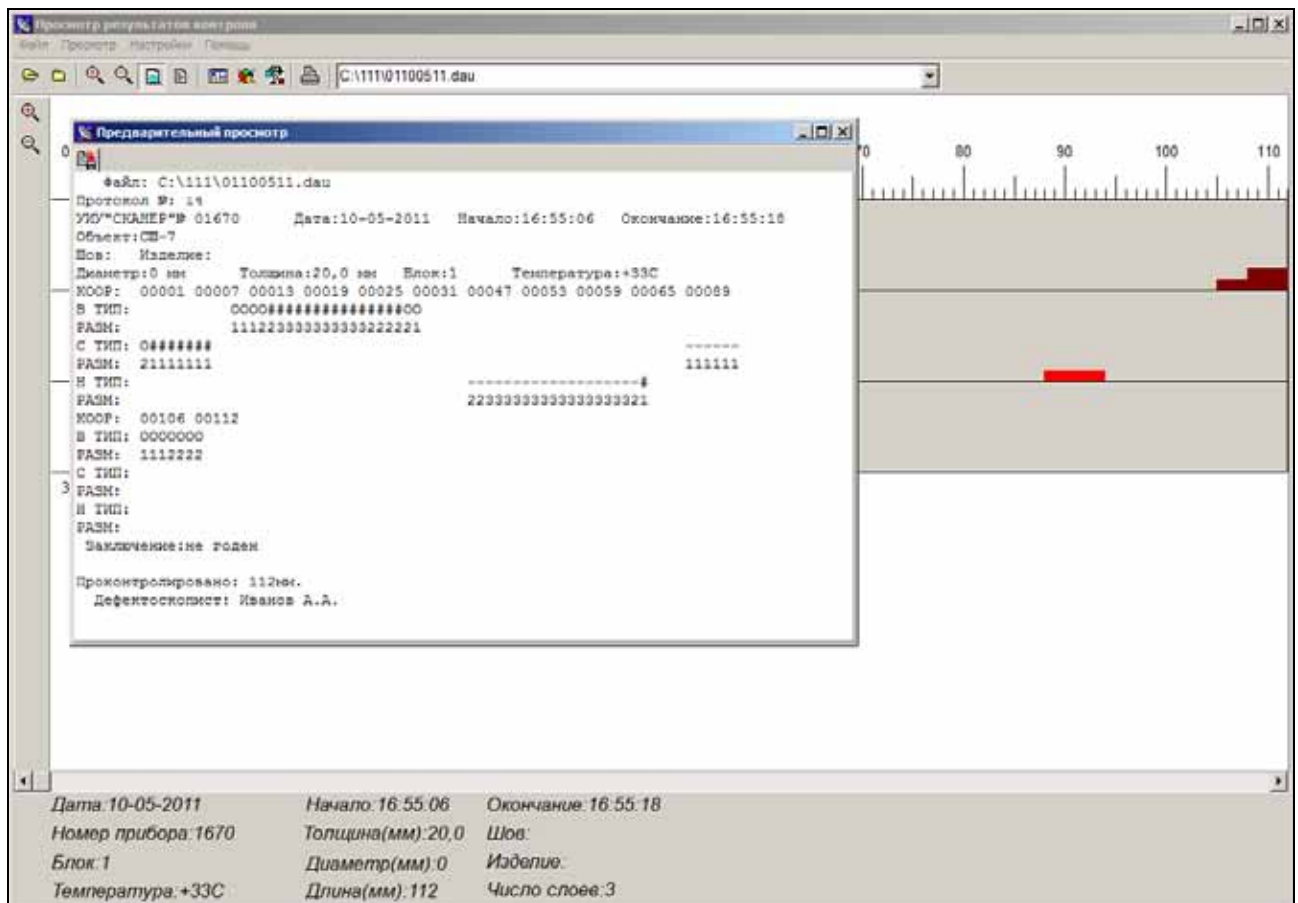 Просмотр результатов контроля
Файл Просмотр Настройки Помощь
C:\111\01100511.dau
Предварительный просмотр
0 70 80 90 100 110
Файл: C:\111\01100511.dau
Протокол №: 14
УИУ"СКАНЕР"№ 01670 Дата:10-05-2011 Начало:16:55:06 Окончание:16:55:18
Объект:СШ-7
Шов: Изделие:
Диаметр:0 мм Толщина:20,0 мм Блок:1 Температура:+33С
КООР: 00001 00007 00013 00019 00025 00031 00047 00053 00059 00065 00089
В ТИП: 0000###############00
РАЗМ: 111223333333333222221
С ТИП: 0####### ------
РАЗМ: 21111111 111111
Н ТИП: -------------------#
РАЗМ: 22333333333333333321
КООР: 00106 00112
В ТИП: 0000000
РАЗМ: 1112222
С ТИП:
3 РАЗМ:
Н ТИП:
РАЗМ:
Заключение:не годен
Проконтролировано: 112мм.
Дефектоскопист: Иванов А.А.
Дата:10-05-2011 Начало:16:55:06 Окончание:16:55:18
Номер прибора:1670 Толщина(мм):20,0 Шов:
Блок:1 Диаметр(мм):0 Изделие:
Температура:+33С Длина(мм):112 Число слоев:3